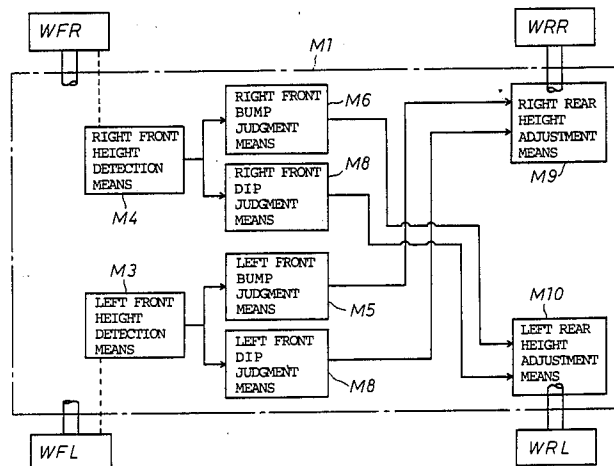 WFR
WRR
M1
RIGHT FRONT
BUMP
JUDGMENT
MEANS
M6
RIGHT REAR
HEIGHT
ADJUSTMENT
MEANS
M9
RIGHT FRONT
HEIGHT
DETECTION
MEANS
M4
RIGHT FRONT
DIP
JUDGMENT
MEANS
M8
M3
LEFT FRONT
HEIGHT
DETECTION
MEANS
LEFT FRONT
BUMP
JUDGMENT
MEANS
M5
LEFT FRONT
DIP
JUDGMENT
MEANS
M8
M10
LEFT REAR
HEIGHT
ADJUSTMENT
MEANS
WFL
WRL